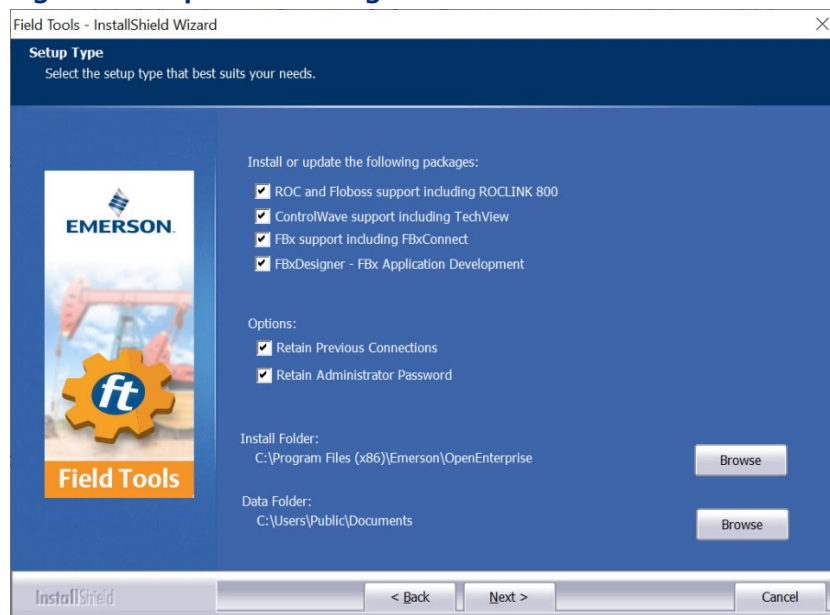 Field Tools - InstallShield Wizard
Setup Type
Select the setup type that best suits your needs.
Install or update the following packages:
ROC and Floboss support including ROCLINK 800
ControlWave support including TechView
FBx support including FBxConnect
FBxDesigner - FBx Application Development
EMERSON
Options:
Retain Previous Connections
Retain Administrator Password
ft
Field Tools
Install Folder:
C:\Program Files (x86)\Emerson\OpenEnterprise
Browse
Data Folder:
C:\Users\Public\Documents
Browse
InstallShield
< Back
Next >
Cancel